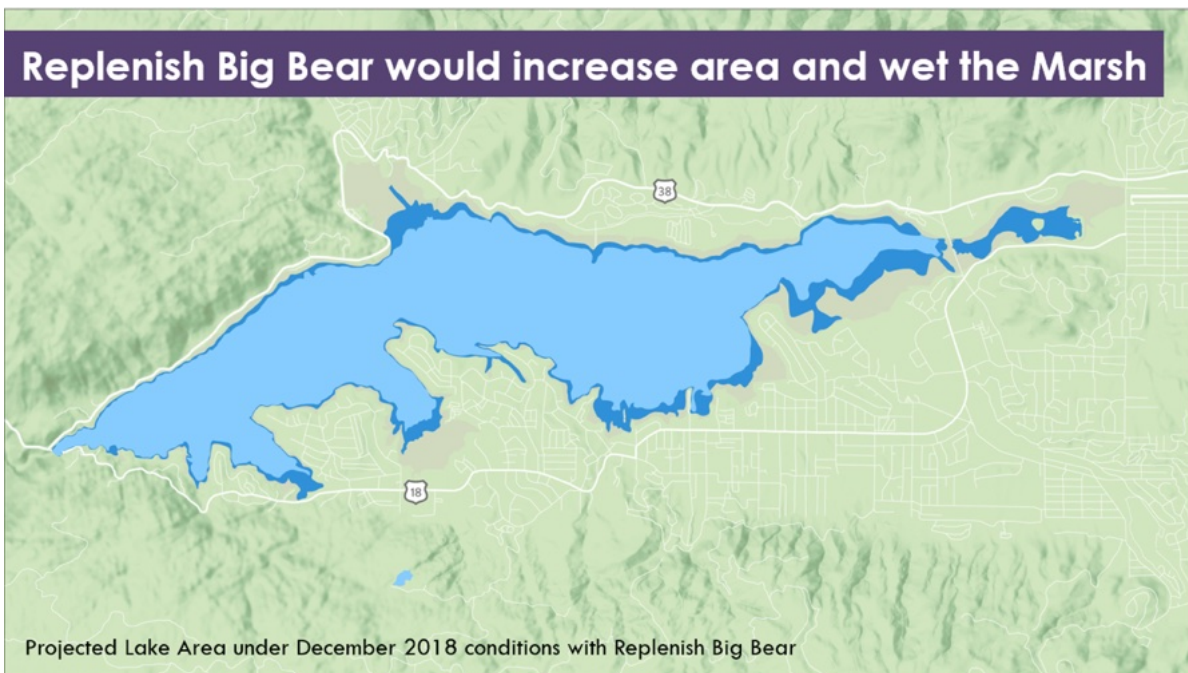 Replenish Big Bear would increase area and wet the Marsh
38
18
Projected Lake Area under December 2018 conditions with Replenish Big Bear